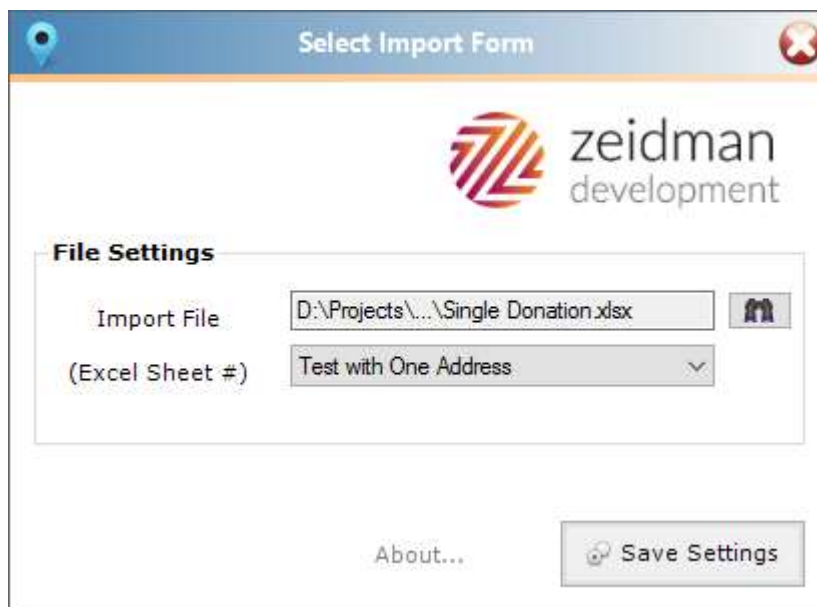 Select Import Form
zeidman
development
File Settings
Import File
D:\Projects\...\Single Donation.xlsx
(Excel Sheet #)
Test with One Address
About...
Save Settings